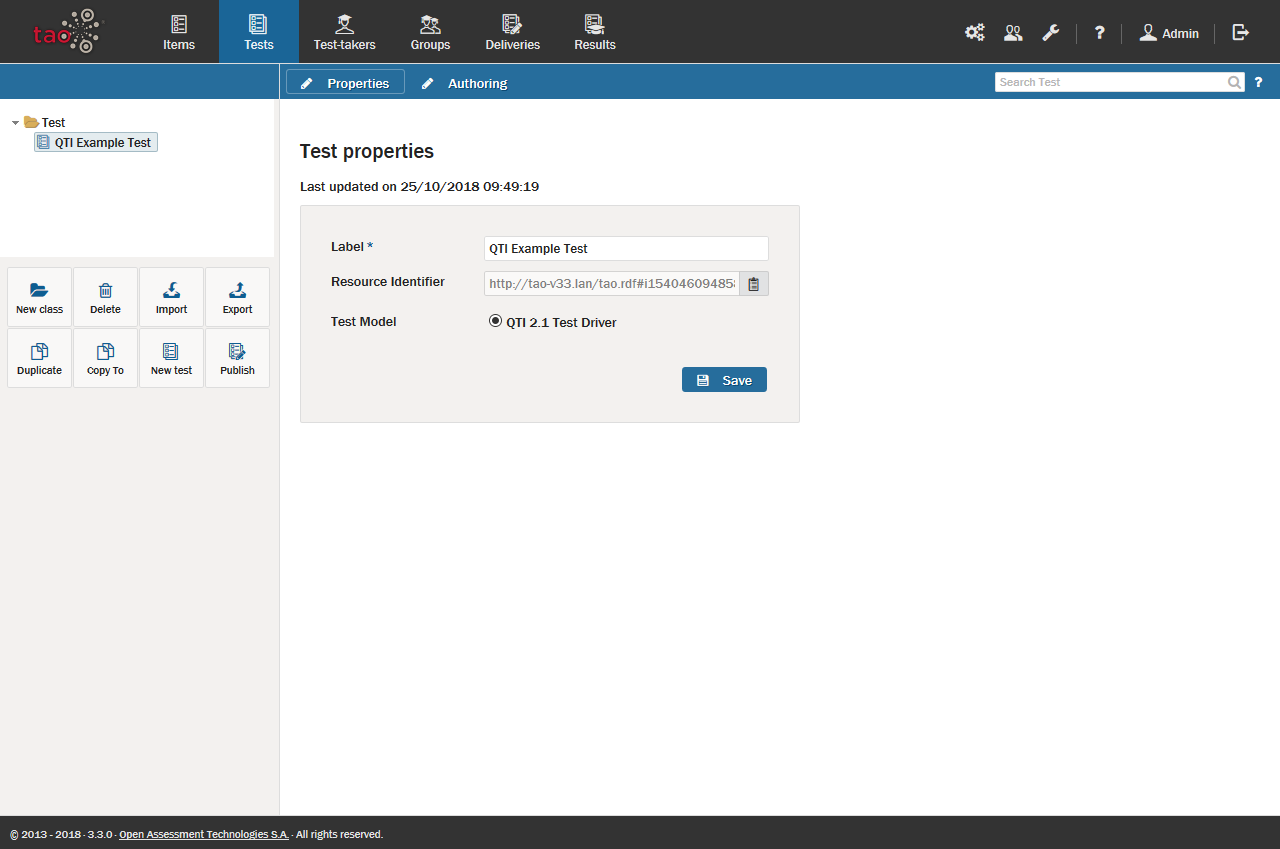 tao
Items
Tests
Test-takers
Groups
Deliveries
Results
?
Admin
Properties
Authoring
Search Test
?
Test
QTI Example Test
New class
Delete
Import
Export
Duplicate
Copy To
New test
Publish
Test properties
Last updated on 25/10/2018 09:49:19
Label *
QTI Example Test
Resource Identifier
http://tao-v33.lan/tao.rdf#i154046094858
Test Model
QTI 2.1 Test Driver
Save
© 2013 - 2018 · 3.3.0 · Open Assessment Technologies S.A. · All rights reserved.